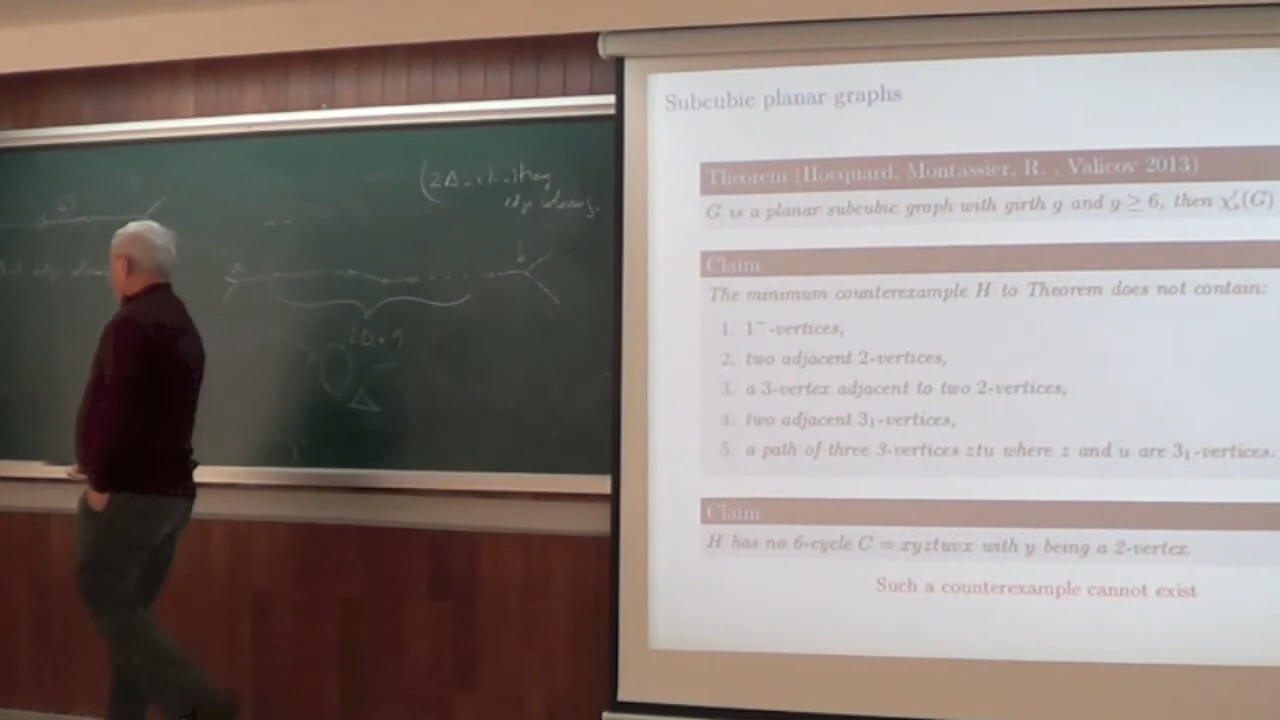 (2Δ
edge
Δ
Subcubic planar graphs
Theorem (Hocquard, Montassier, R. , Valicov 2013)
G is a planar subcubic graph with girth g and g ≥ 6, then χ′ₛ(G)
Claim
The minimum counterexample H to Theorem does not contain:
1. 1⁻-vertices,
2. two adjacent 2-vertices,
3. a 3-vertex adjacent to two 2-vertices,
4. two adjacent 3₁-vertices,
5. a path of three 3-vertices ztu where z and u are 3₁-vertices.
Claim
H has no 6-cycle C = xyztuvx with y being a 2-vertex.
Such a counterexample cannot exist